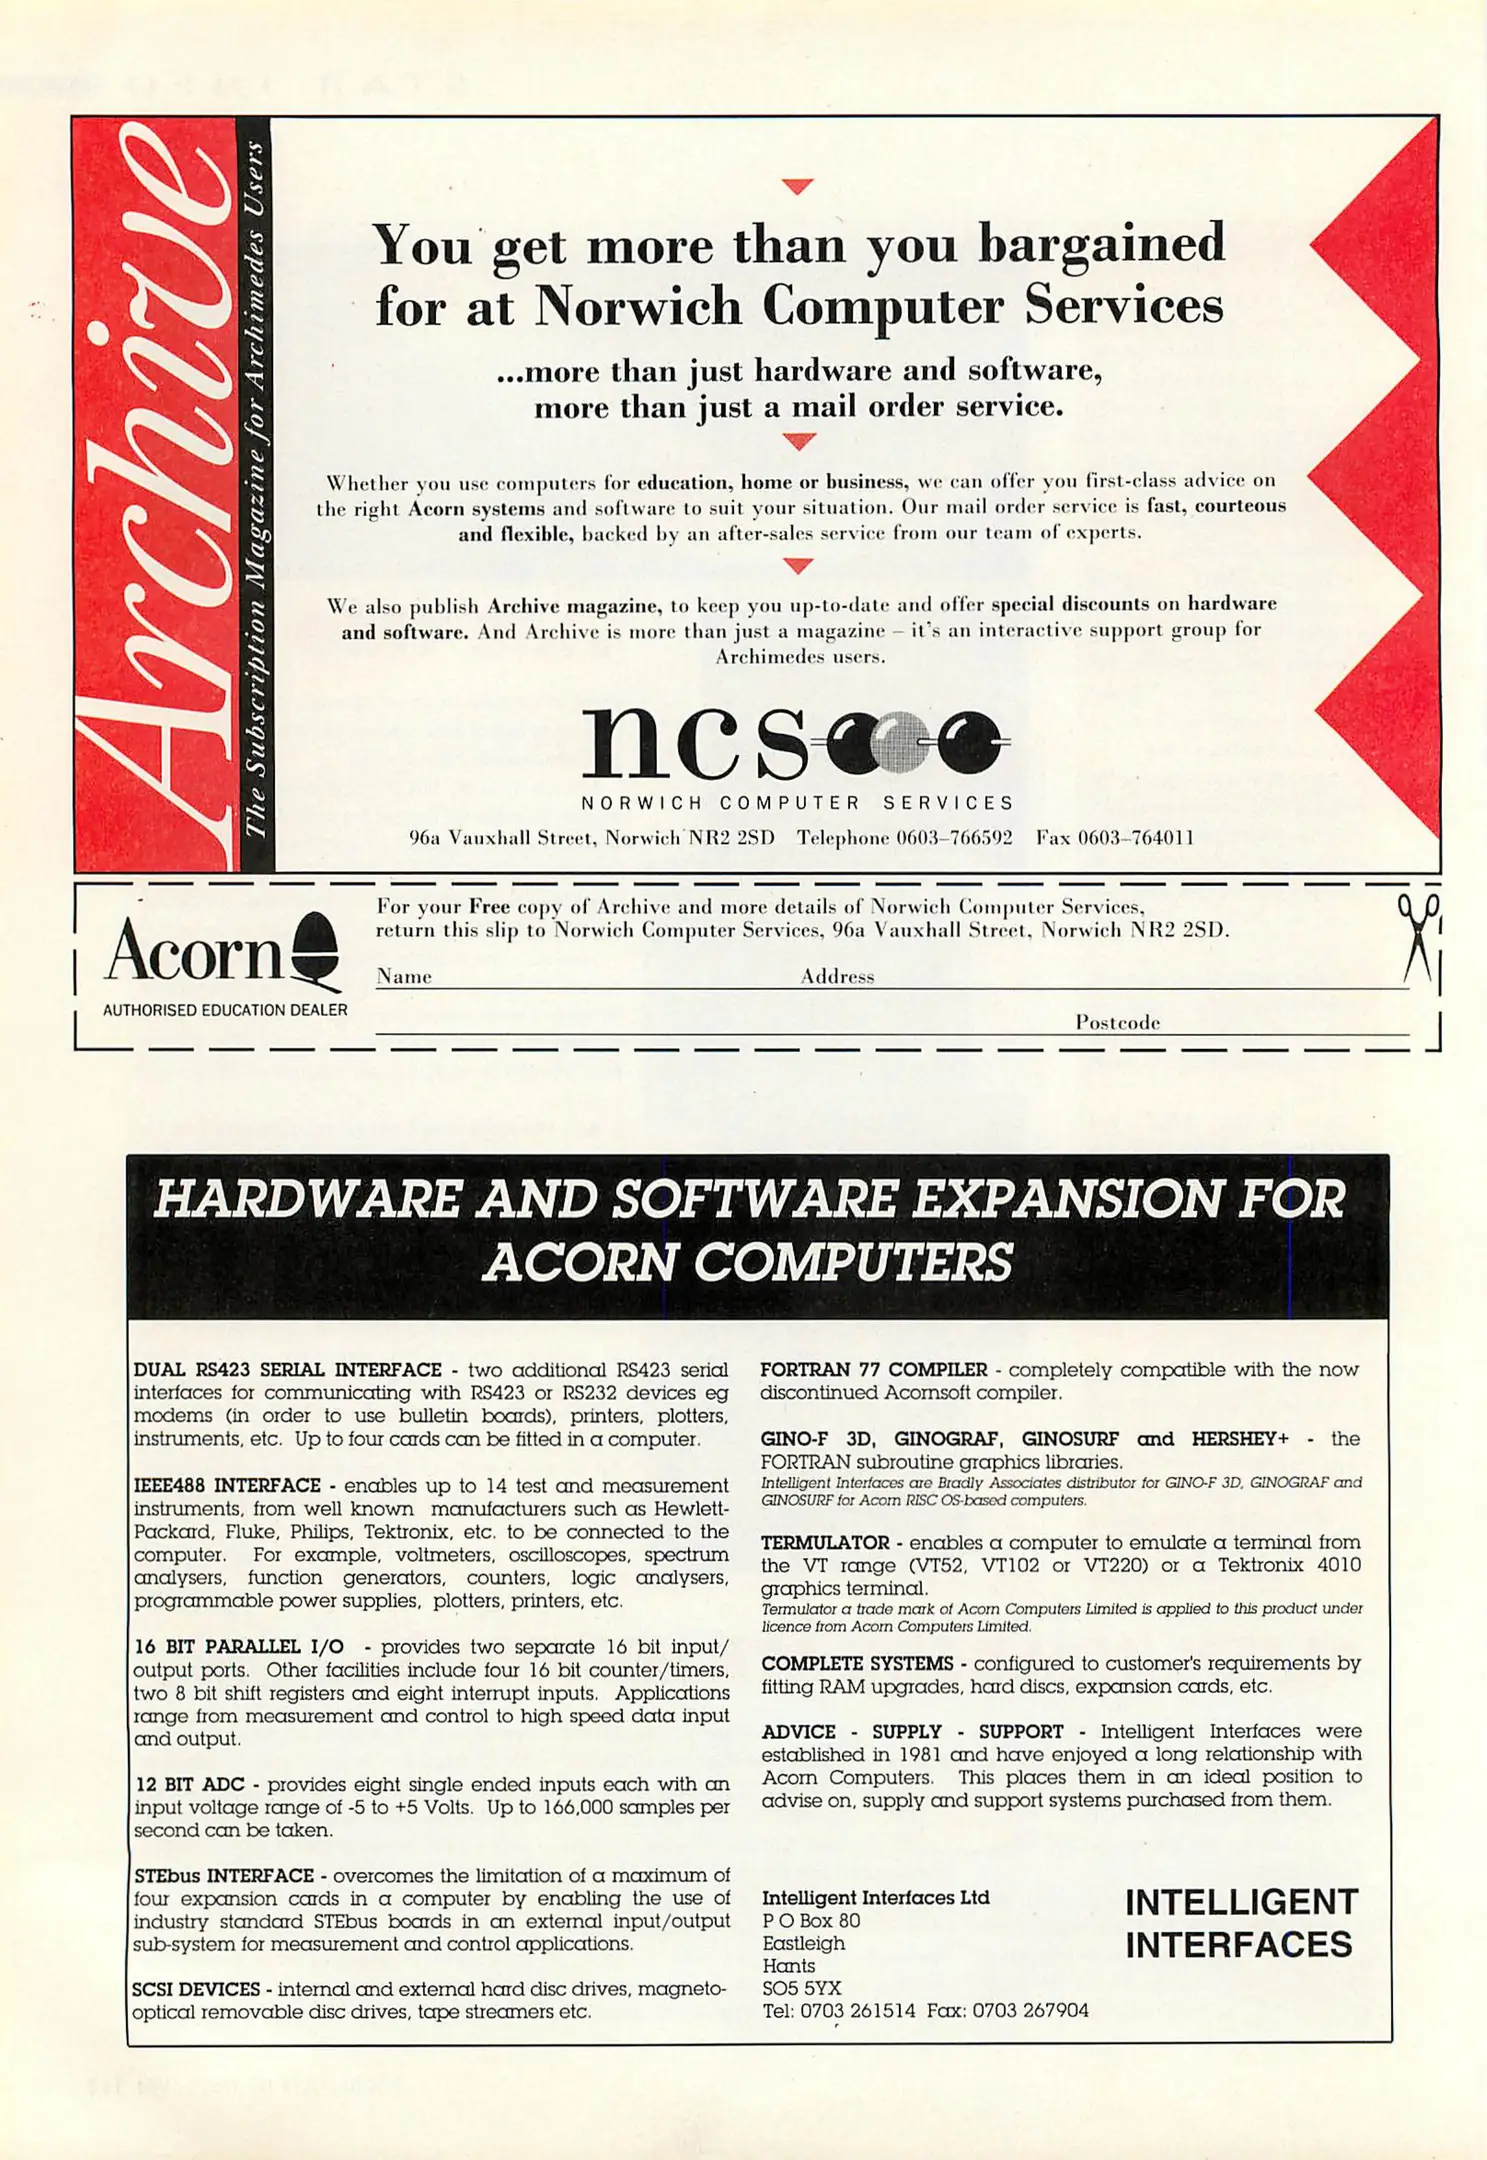 Archive
The Subscription Magazine for Archimedes Users
You get more than you bargained
for at Norwich Computer Services
...more than just hardware and software,
more than just a mail order service.
Whether you use computers for education, home or business, we can offer you first-class advice on
the right Acorn systems and software to suit your situation. Our mail order service is fast, courteous
and flexible, backed by an after-sales service from our team of experts.
We also publish Archive magazine, to keep you up-to-date and offer special discounts on hardware
and software. And Archive is more than just a magazine – it's an interactive support group for
Archimedes users.
ncs
NORWICH COMPUTER SERVICES
96a Vauxhall Street, Norwich NR2 2SD Telephone 0603–766592 Fax 0603–764011
Acorn
AUTHORISED EDUCATION DEALER
For your Free copy of Archive and more details of Norwich Computer Services,
return this slip to Norwich Computer Services, 96a Vauxhall Street, Norwich NR2 2SD.
Name Address
Postcode
HARDWARE AND SOFTWARE EXPANSION FOR
ACORN COMPUTERS
DUAL RS423 SERIAL INTERFACE - two additional RS423 serial
interfaces for communicating with RS423 or RS232 devices eg
modems (in order to use bulletin boards), printers, plotters,
instruments, etc. Up to four cards can be fitted in a computer.
IEEE488 INTERFACE - enables up to 14 test and measurement
instruments, from well known manufacturers such as Hewlett-
Packard, Fluke, Philips, Tektronix, etc. to be connected to the
computer. For example, voltmeters, oscilloscopes, spectrum
analysers, function generators, counters, logic analysers,
programmable power supplies, plotters, printers, etc.
16 BIT PARALLEL I/O - provides two separate 16 bit input/
output ports. Other facilities include four 16 bit counter/timers,
two 8 bit shift registers and eight interrupt inputs. Applications
range from measurement and control to high speed data input
and output.
12 BIT ADC - provides eight single ended inputs each with an
input voltage range of -5 to +5 Volts. Up to 166,000 samples per
second can be taken.
STEbus INTERFACE - overcomes the limitation of a maximum of
four expansion cards in a computer by enabling the use of
industry standard STEbus boards in an external input/output
sub-system for measurement and control applications.
SCSI DEVICES - internal and external hard disc drives, magneto-
optical removable disc drives, tape streamers etc.
FORTRAN 77 COMPILER - completely compatible with the now
discontinued Acornsoft compiler.
GINO-F 3D, GINOGRAF, GINOSURF and HERSHEY+ - the
FORTRAN subroutine graphics libraries.
Intelligent Interfaces are Bradly Associates distributor for GINO-F 3D, GINOGRAF and
GINOSURF for Acorn RISC OS-based computers.
TERMULATOR - enables a computer to emulate a terminal from
the VT range (VT52, VT102 or VT220) or a Tektronix 4010
graphics terminal.
Termulator a trade mark of Acorn Computers Limited is applied to this product under
licence from Acorn Computers Limited.
COMPLETE SYSTEMS - configured to customer's requirements by
fitting RAM upgrades, hard discs, expansion cards, etc.
ADVICE - SUPPLY - SUPPORT - Intelligent Interfaces were
established in 1981 and have enjoyed a long relationship with
Acorn Computers. This places them in an ideal position to
advise on, supply and support systems purchased from them.
Intelligent Interfaces Ltd
P O Box 80
Eastleigh
Hants
SO5 5YX
Tel: 0703 261514 Fax: 0703 267904
INTELLIGENT
INTERFACES